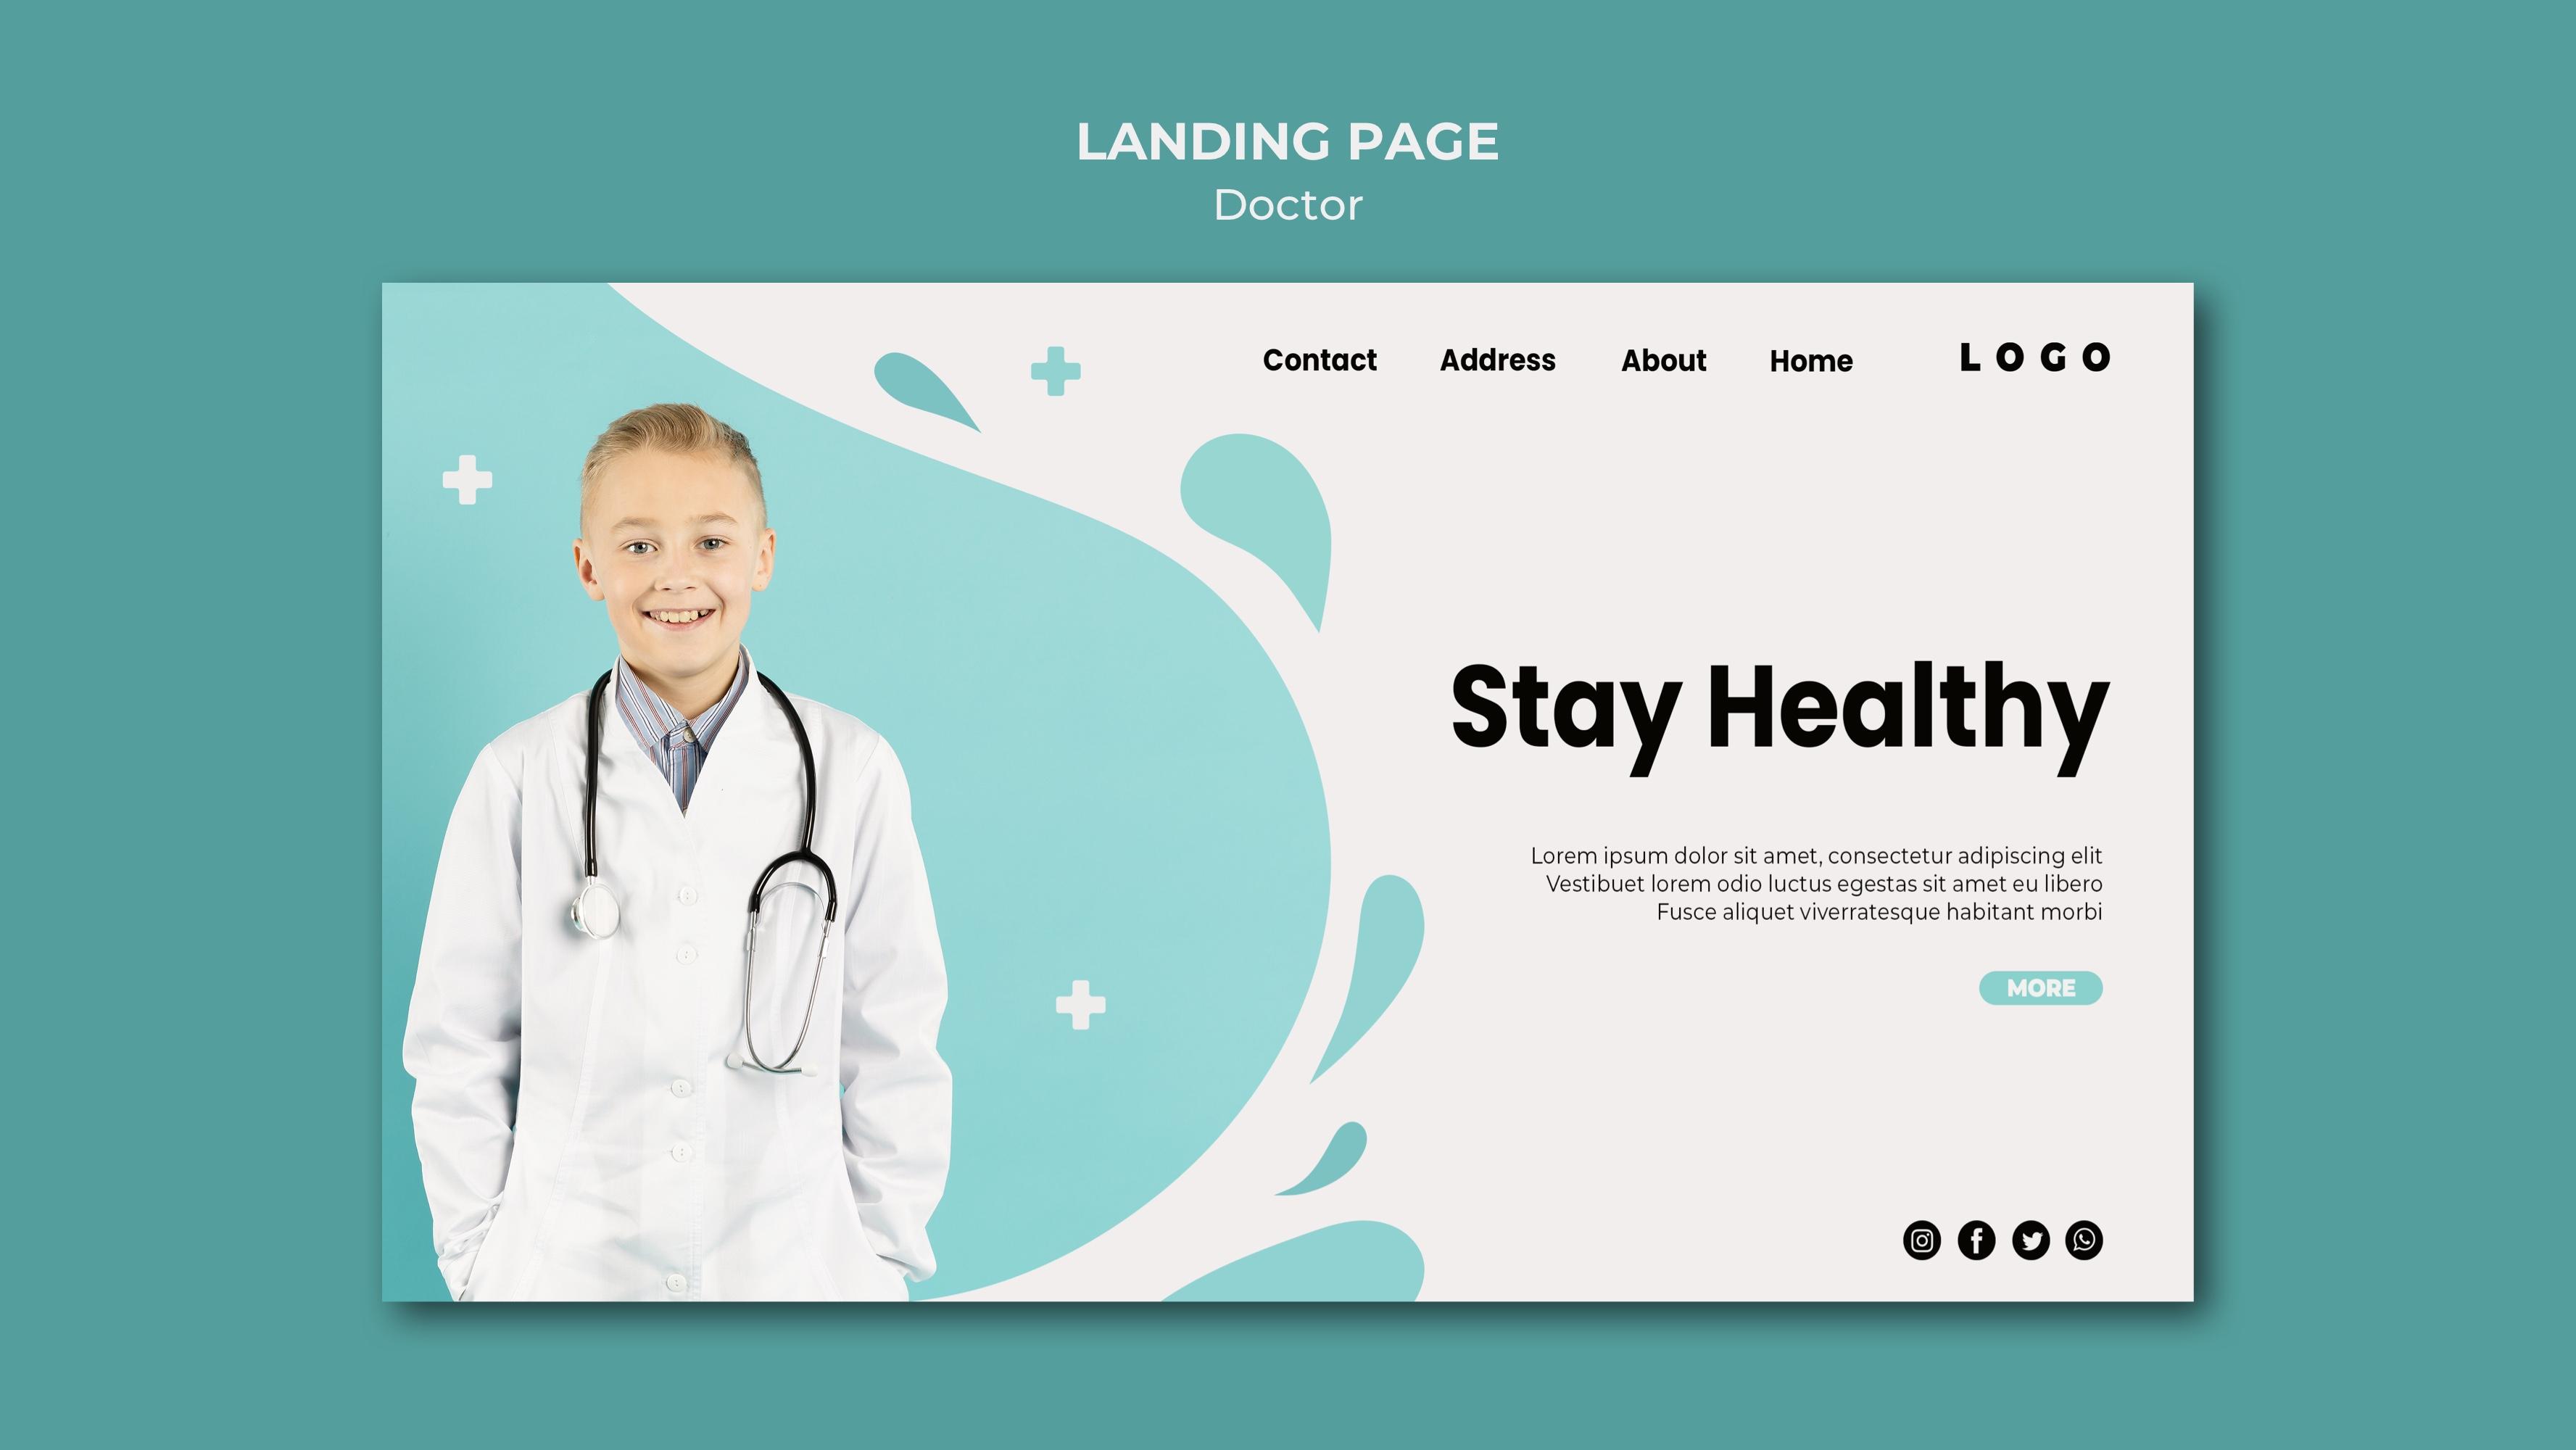 LANDING PAGE
Doctor
Contact Address About Home LOGO
Stay Healthy
Lorem ipsum dolor sit amet, consectetur adipiscing elit
Vestibuet lorem odio luctus egestas sit amet eu libero
Fusce aliquet viverratesque habitant morbi
MORE